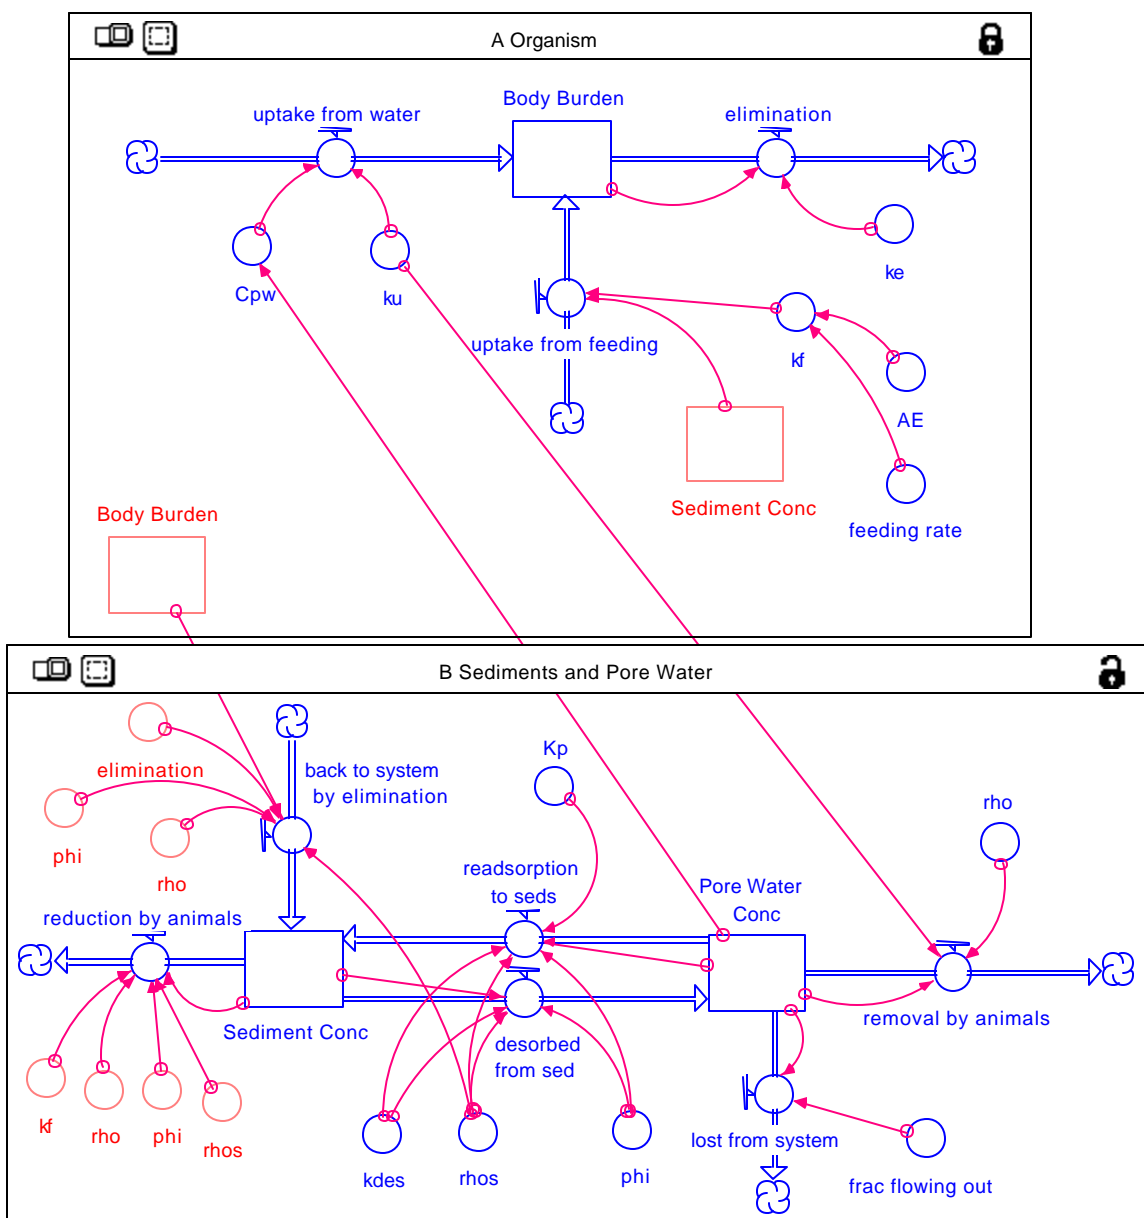 A Organism
Body Burden
uptake from water
elimination
Cpw
ku
ke
uptake from feeding
kf
AE
Sediment Conc
feeding rate
Body Burden
B Sediments and Pore Water
Kp
elimination
back to system
by elimination
rho
phi
rho
readsorption
to seds
Pore Water
Conc
reduction by animals
Sediment Conc
desorbed
from sed
removal by animals
kf
rho
phi
rhos
kdes
rhos
phi
lost from system
frac flowing out